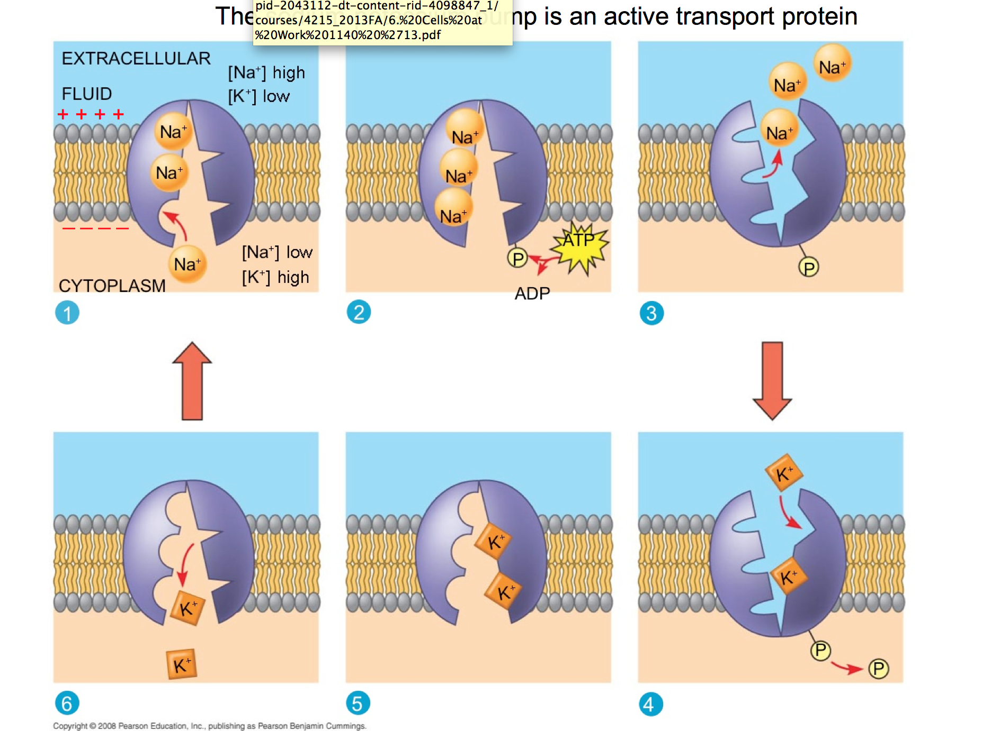 pid-2043112-dt-content-rid-4098847_1/
courses/4215_2013FA/6.%20Cells%20at
%20Work%201140%20%2713.pdf
The pump is an active transport protein
EXTRACELLULAR
FLUID
[Na⁺] high
[K⁺] low
+ + + +
Na⁺
Na⁺
− − − −
Na⁺
[Na⁺] low
[K⁺] high
CYTOPLASM
1
Na⁺
Na⁺
Na⁺
ATP
P
ADP
2
Na⁺
Na⁺
Na⁺
P
3
K⁺
K⁺
6
K⁺
K⁺
5
K⁺
K⁺
P
P
4
Copyright © 2008 Pearson Education, Inc., publishing as Pearson Benjamin Cummings.